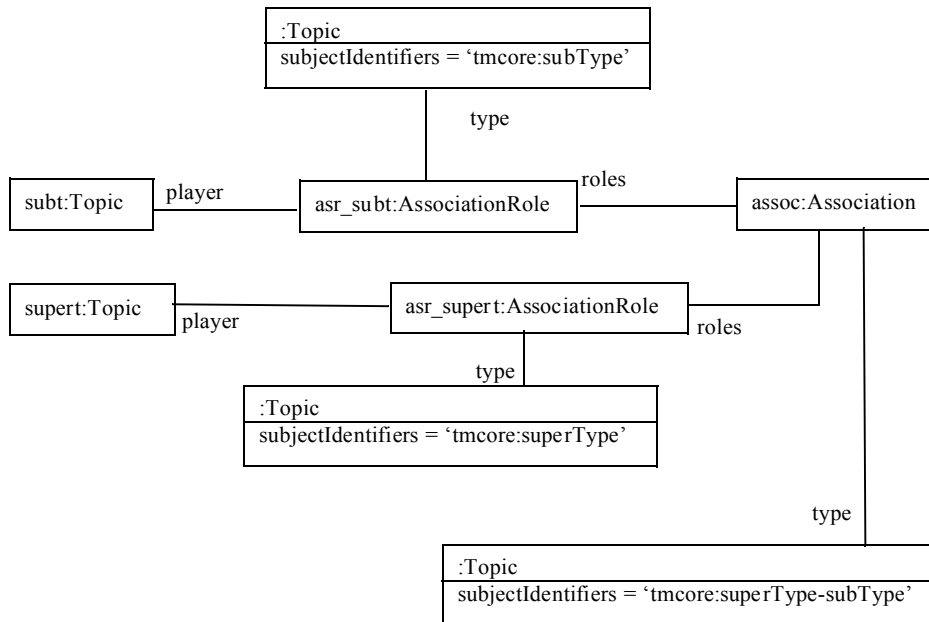 :Topic
subjectIdentifiers = ‘tmcore:subType’
type
subt:Topic
player
asr_subt:AssociationRole
roles
assoc:Association
supert:Topic
player
asr_supert:AssociationRole
roles
type
:Topic
subjectIdentifiers = ‘tmcore:superType’
type
:Topic
subjectIdentifiers = ‘tmcore:superType-subType’